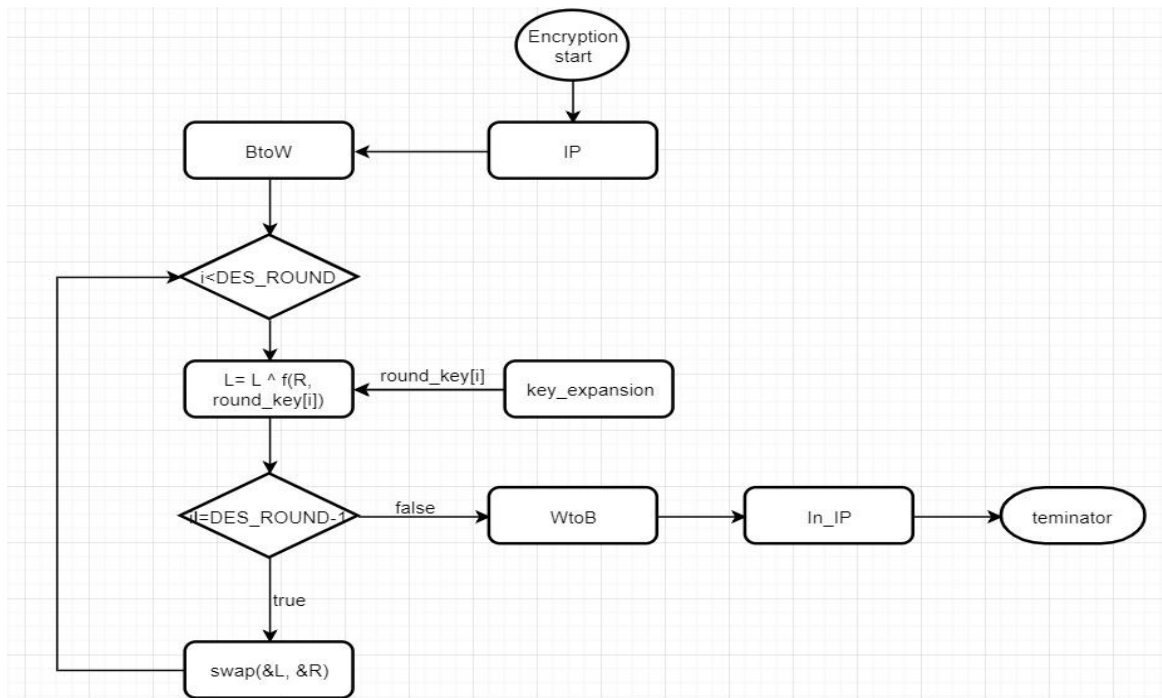 Encryption
start
BtoW
IP
i<DES_ROUND
L= L ^ f(R,
round_key[i])
round_key[i]
key_expansion
i!=DES_ROUND-1
false
WtoB
In_IP
teminator
true
swap(&L, &R)